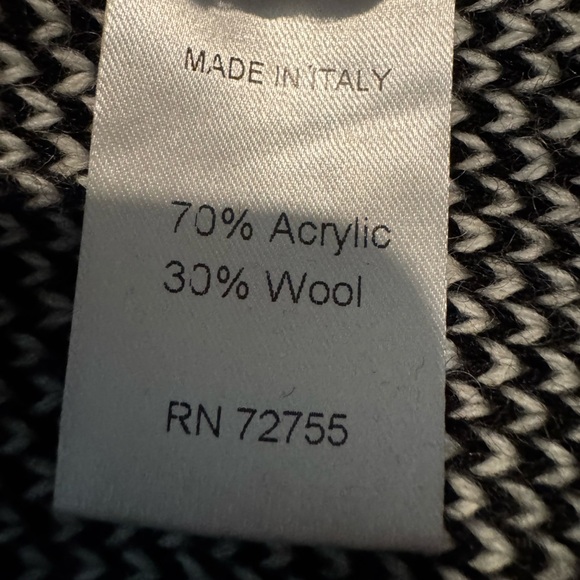 MADE IN ITALY
70% Acrylic
30% Wool
RN 72755